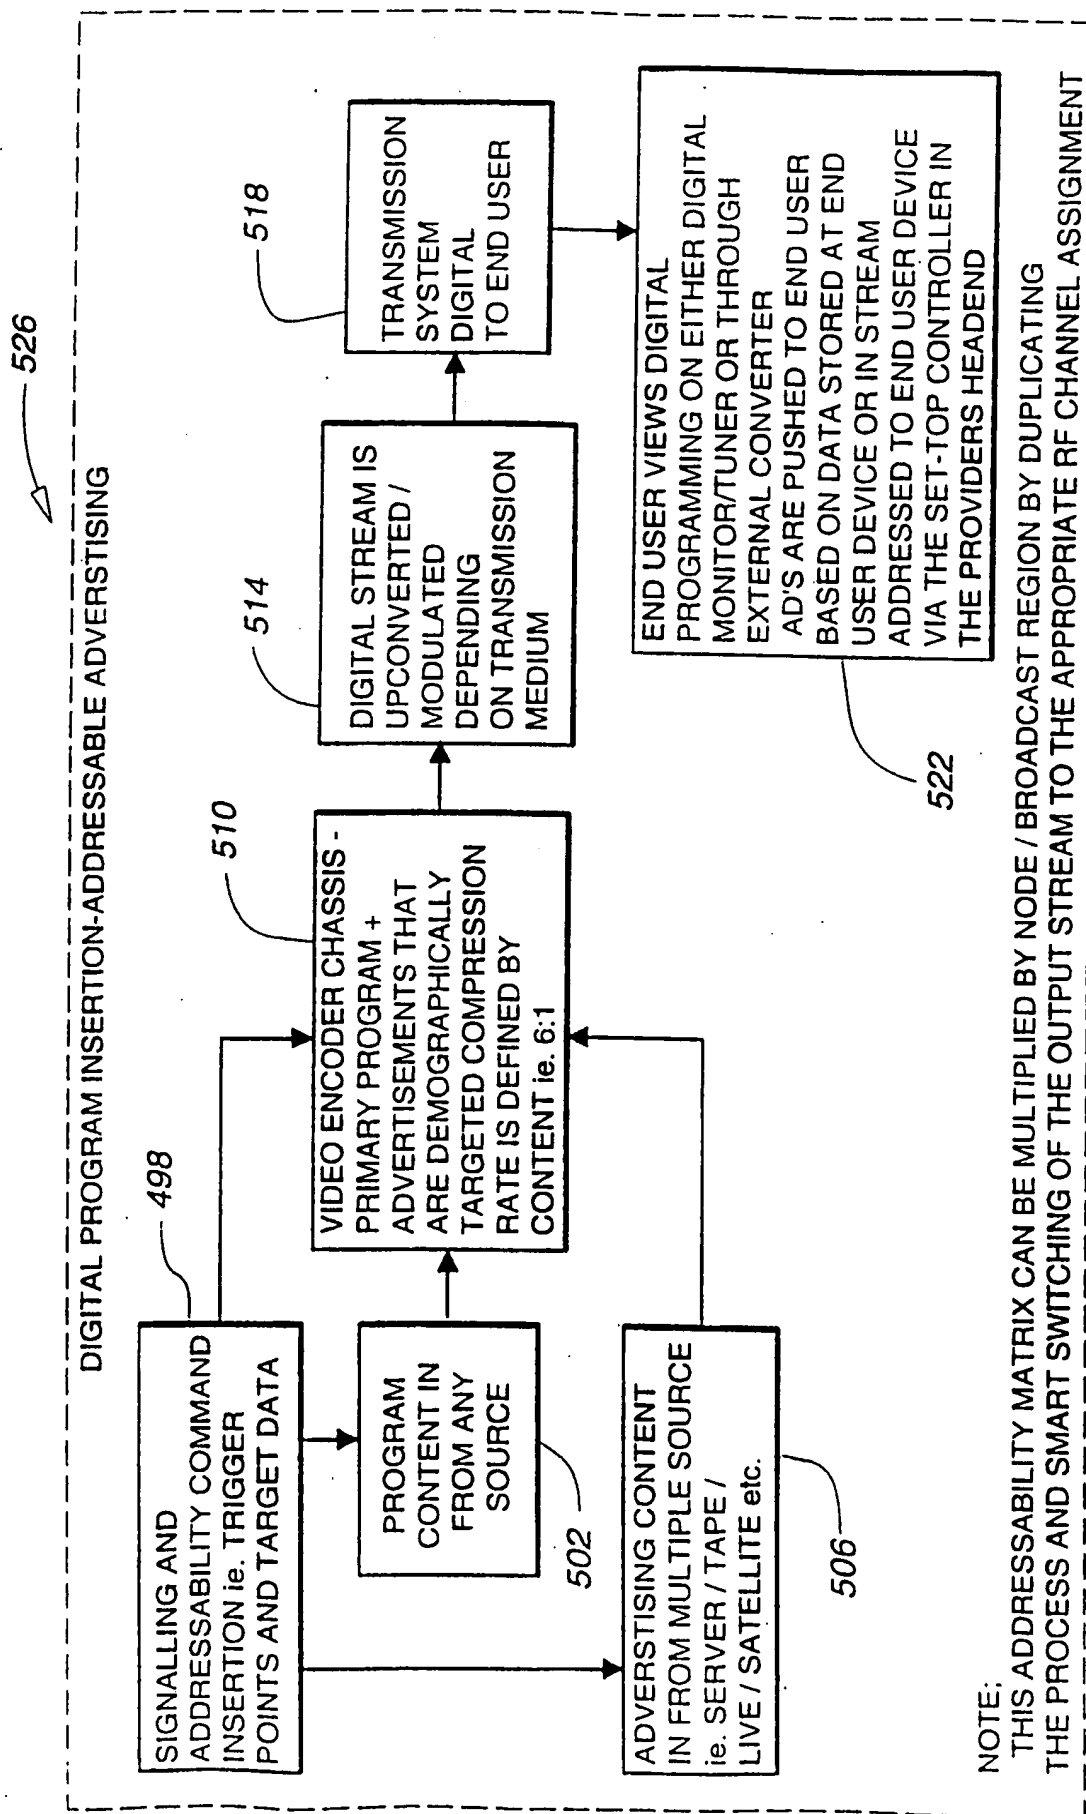 526
DIGITAL PROGRAM INSERTION-ADDRESSABLE ADVERSTISING
498
SIGNALLING AND
ADDRESSABILITY COMMAND
INSERTION ie. TRIGGER
POINTS AND TARGET DATA
PROGRAM
CONTENT IN
FROM ANY
SOURCE
502
ADVERSTISING CONTENT
IN FROM MULTIPLE SOURCE
ie. SERVER / TAPE /
LIVE / SATELLITE etc.
506
510
VIDEO ENCODER CHASSIS -
PRIMARY PROGRAM +
ADVERTISEMENTS THAT
ARE DEMOGRAPHICALLY
TARGETED COMPRESSION
RATE IS DEFINED BY
CONTENT ie. 6:1
514
DIGITAL STREAM IS
UPCONVERTED /
MODULATED
DEPENDING
ON TRANSMISSION
MEDIUM
518
TRANSMISSION
SYSTEM
DIGITAL
TO END USER
END USER VIEWS DIGITAL
PROGRAMMING ON EITHER DIGITAL
MONITOR/TUNER OR THROUGH
EXTERNAL CONVERTER
AD'S ARE PUSHED TO END USER
BASED ON DATA STORED AT END
USER DEVICE OR IN STREAM
ADDRESSED TO END USER DEVICE
VIA THE SET-TOP CONTROLLER IN
THE PROVIDERS HEADEND
522
NOTE;
THIS ADDRESSABILITY MATRIX CAN BE MULTIPLIED BY NODE / BROADCAST REGION BY DUPLICATING
THE PROCESS AND SMART SWITCHING OF THE OUTPUT STREAM TO THE APPROPRIATE RF CHANNEL ASSIGNMENT